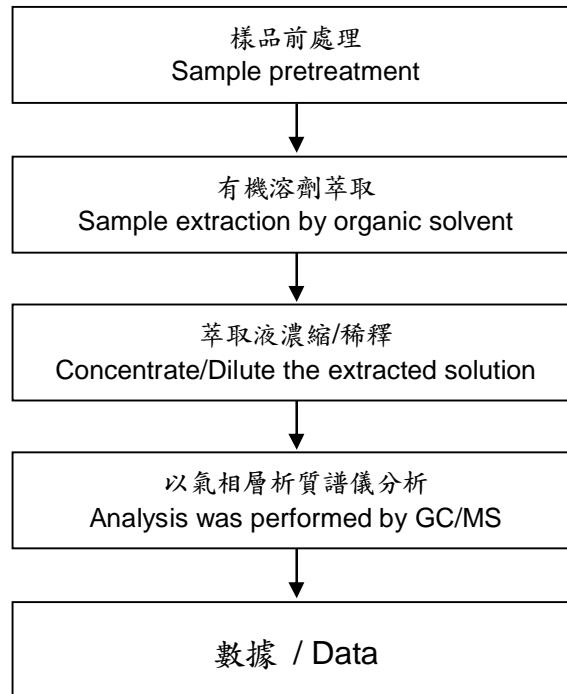 樣品前處理
Sample pretreatment
有機溶劑萃取
Sample extraction by organic solvent
萃取液濃縮/稀釋
Concentrate/Dilute the extracted solution
以氣相層析質譜儀分析
Analysis was performed by GC/MS
數據 / Data